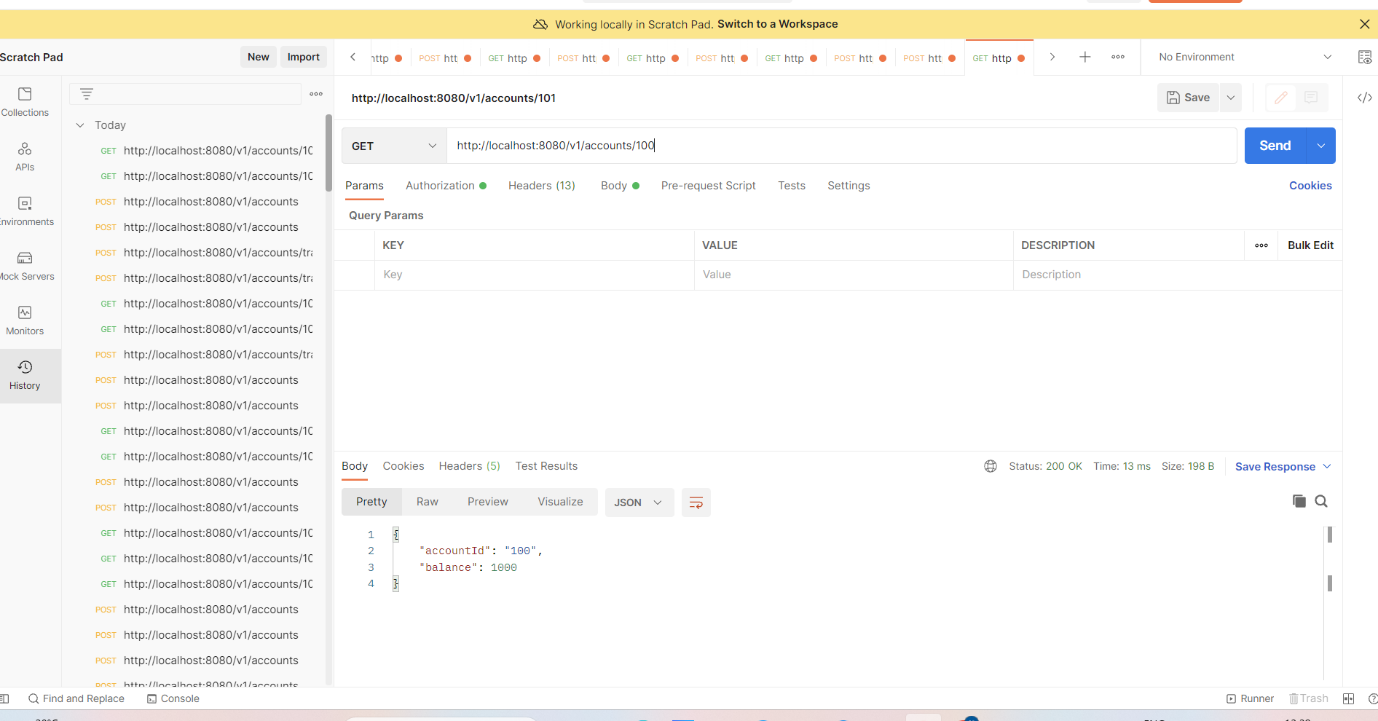 Working locally in Scratch Pad. Switch to a Workspace
Scratch Pad New Import
http POST htt GET http POST htt GET http POST htt GET http POST htt POST htt GET http No Environment
http://localhost:8080/v1/accounts/101 Save
Collections
APIs
Environments
Mock Servers
Monitors
History
Today
GET http://localhost:8080/v1/accounts/10
GET http://localhost:8080/v1/accounts/10
POST http://localhost:8080/v1/accounts
POST http://localhost:8080/v1/accounts
POST http://localhost:8080/v1/accounts/tra
POST http://localhost:8080/v1/accounts/tra
GET http://localhost:8080/v1/accounts/10
GET http://localhost:8080/v1/accounts/10
POST http://localhost:8080/v1/accounts/tra
POST http://localhost:8080/v1/accounts
POST http://localhost:8080/v1/accounts
GET http://localhost:8080/v1/accounts/10
GET http://localhost:8080/v1/accounts/10
POST http://localhost:8080/v1/accounts
POST http://localhost:8080/v1/accounts
GET http://localhost:8080/v1/accounts/10
GET http://localhost:8080/v1/accounts/10
GET http://localhost:8080/v1/accounts/10
POST http://localhost:8080/v1/accounts
POST http://localhost:8080/v1/accounts
POST http://localhost:8080/v1/accounts
POST http://localhost:8080/v1/accounts
GET http://localhost:8080/v1/accounts/100 Send
Params Authorization Headers (13) Body Pre-request Script Tests Settings Cookies
Query Params
KEY VALUE DESCRIPTION Bulk Edit
Key Value Description
Body Cookies Headers (5) Test Results Status: 200 OK Time: 13 ms Size: 198 B Save Response
Pretty Raw Preview Visualize JSON
1 {
2 "accountId": "100",
3 "balance": 1000
4 }
Find and Replace Console Runner Trash